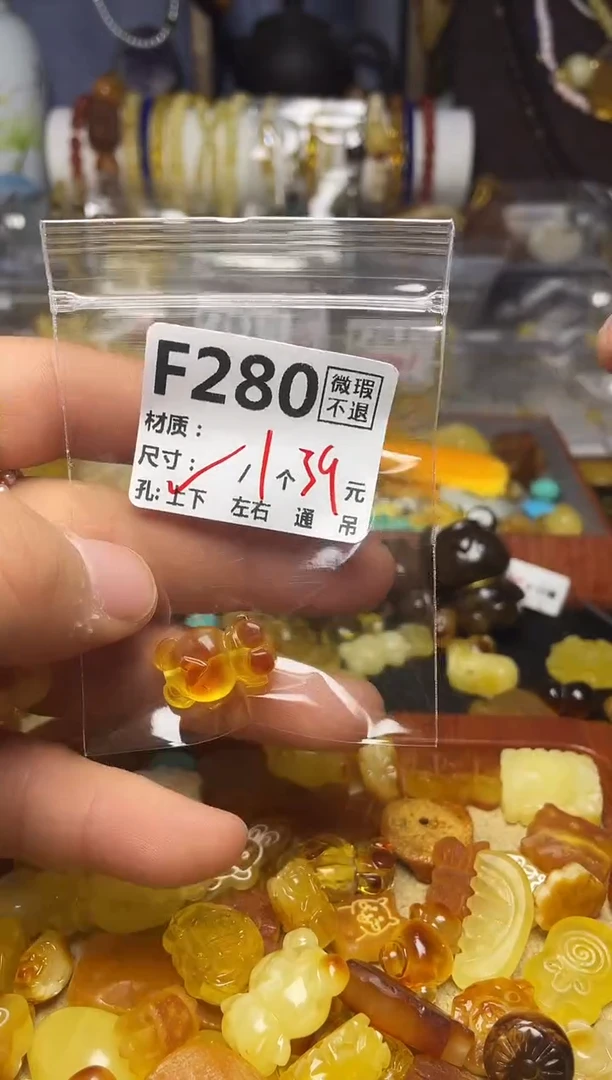 F280 微瑕不退
材质：
尺寸：✓ / 1个39元
孔：上下 左右 通 吊